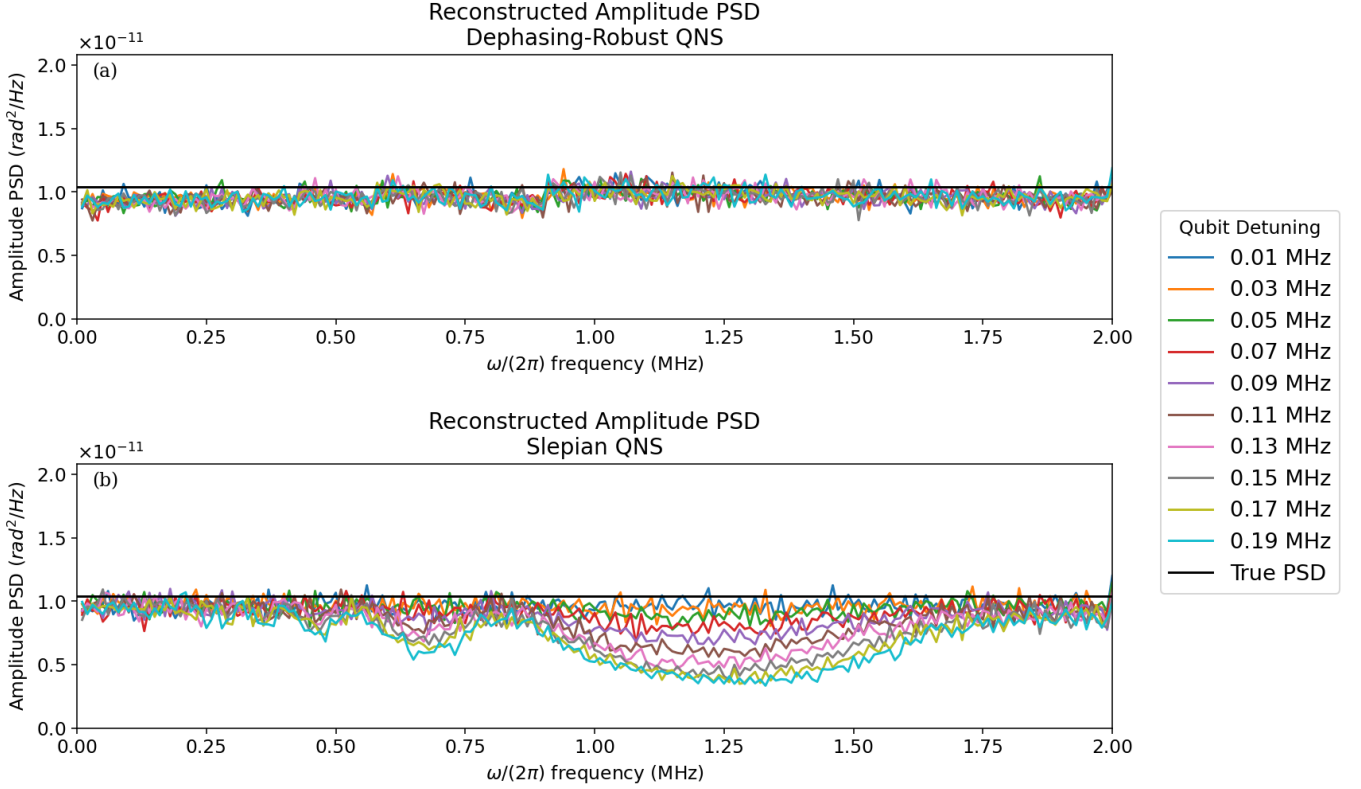 Reconstructed Amplitude PSD
Dephasing-Robust QNS
×10⁻¹¹
(a)
2.0
1.5
1.0
0.5
0.0
Amplitude PSD (rad²/Hz)
0.00 0.25 0.50 0.75 1.00 1.25 1.50 1.75 2.00
ω/(2π) frequency (MHz)
Reconstructed Amplitude PSD
Slepian QNS
×10⁻¹¹
(b)
2.0
1.5
1.0
0.5
0.0
Amplitude PSD (rad²/Hz)
0.00 0.25 0.50 0.75 1.00 1.25 1.50 1.75 2.00
ω/(2π) frequency (MHz)
Qubit Detuning
0.01 MHz
0.03 MHz
0.05 MHz
0.07 MHz
0.09 MHz
0.11 MHz
0.13 MHz
0.15 MHz
0.17 MHz
0.19 MHz
True PSD